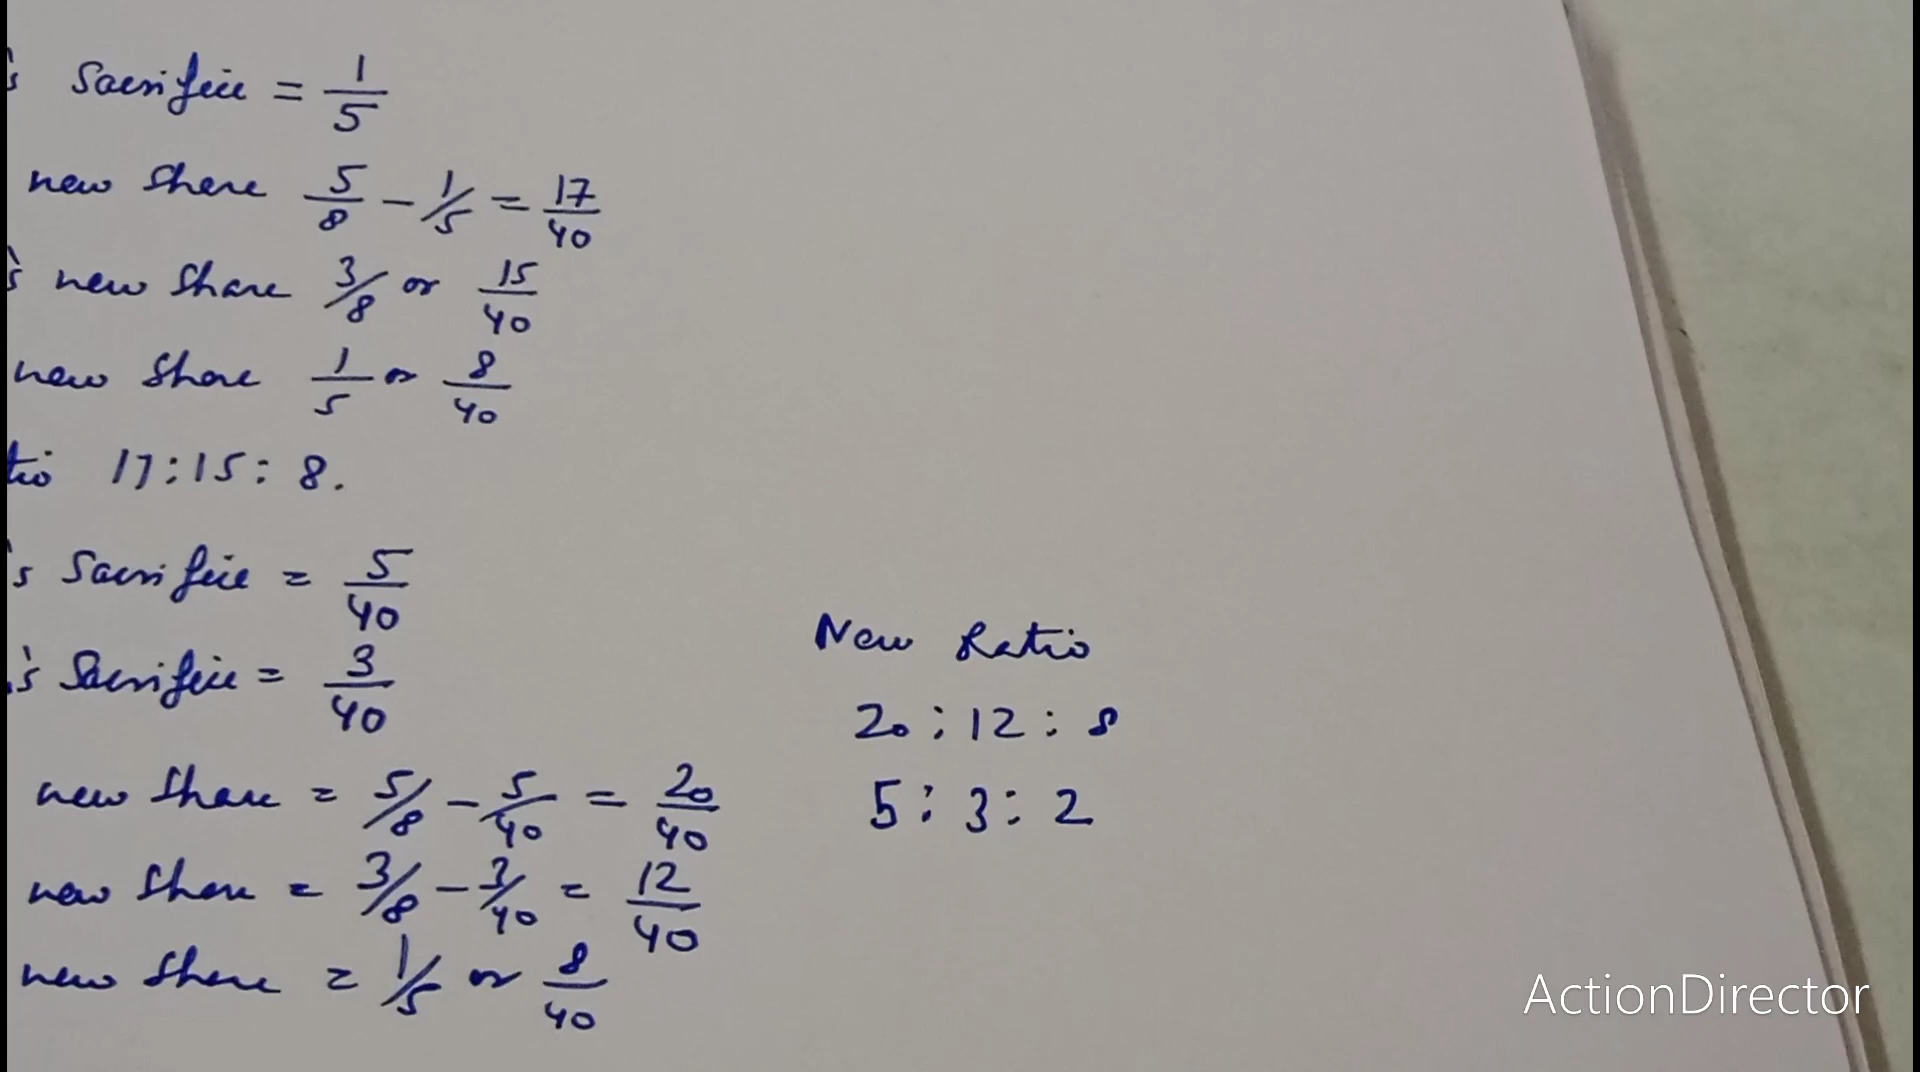 's Sacrifice = 1/5
new share 5/8 - 1/5 = 17/40
's new share 3/8 or 15/40
new share 1/5 or 8/40
tio 17:15:8.
's Sacrifice = 5/40
's Sacrifice = 3/40
new share = 5/8 - 5/40 = 20/40
new share = 3/8 - 3/40 = 12/40
new share = 1/5 or 8/40
New Ratio
20:12:8
5:3:2
ActionDirector